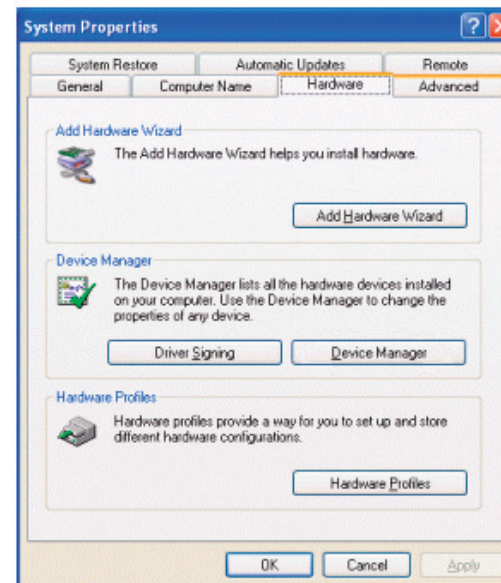 System Properties
?
System Restore Automatic Updates Remote
General Computer Name Hardware Advanced
Add Hardware Wizard
The Add Hardware Wizard helps you install hardware.
Add Hardware Wizard
Device Manager
The Device Manager lists all the hardware devices installed
on your computer. Use the Device Manager to change the
properties of any device.
Driver Signing Device Manager
Hardware Profiles
Hardware profiles provide a way for you to set up and store
different hardware configurations.
Hardware Profiles
OK Cancel Apply